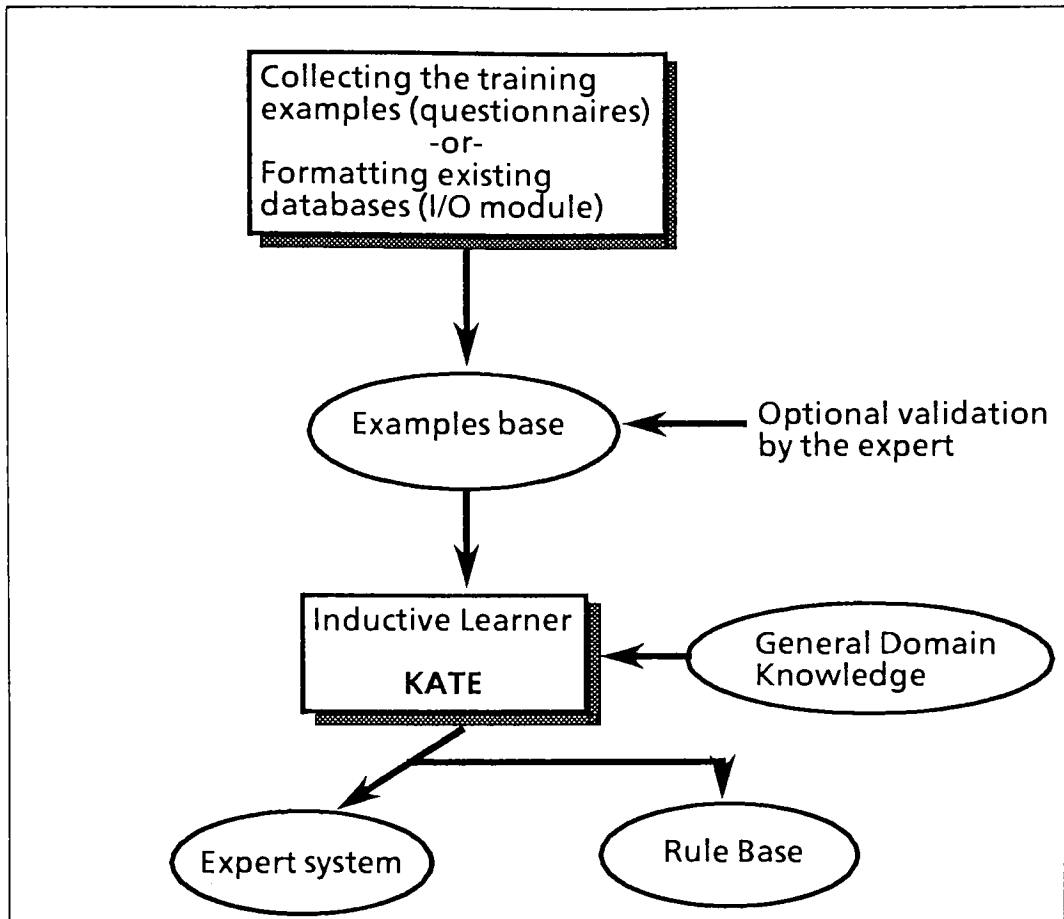 Collecting the training
examples (questionnaires)
-or-
Formatting existing
databases (I/O module)
Examples base
Optional validation
by the expert
Inductive Learner
KATE
General Domain
Knowledge
Expert system
Rule Base